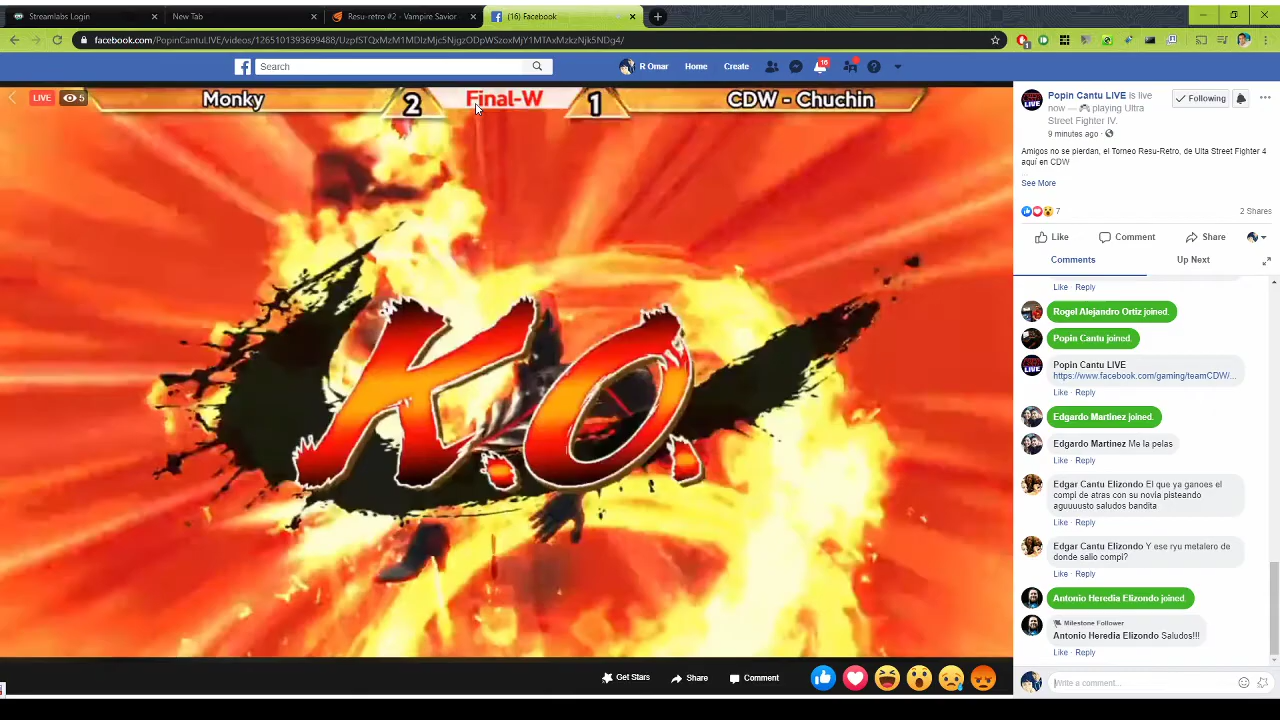 Streamlabs Login
New Tab
Resu-retro #2 - Vampire Savior
(16) Facebook
facebook.com/PopinCantuLIVE/videos/1265101393699488/UzpfSTQxMzM1MDIzMjc5NjgzODpWSzoxMjY1MTAxMzkzNjk5NDg4/
Search
R Omar
Home
Create
16
LIVE
5
Monky
2
Final-W
1
CDW - Chuchin
K.O.
Popin Cantu LIVE is live
now — playing Ultra
Street Fighter IV.
9 minutes ago
Following
Amigos no se pierdan, el Torneo Resu-Retro, de Ulta Street Fighter 4
aquí en CDW
See More
7
2 Shares
Like
Comment
Share
Comments
Up Next
Like · Reply
Rogel Alejandro Ortiz joined.
Popin Cantu joined.
Popin Cantu LIVE
https://www.facebook.com/gaming/teamCDW/...
Like · Reply
Edgardo Martínez joined.
Edgardo Martínez Me la pelas
Like · Reply
Edgar Cantu Elizondo El que ya ganoes el
compi de atras con su novia pisteando
aguuuusto saludos bandita
Like · Reply
Edgar Cantu Elizondo Y ese ryu metalero de
donde salio compi?
Like · Reply
Antonio Heredia Elizondo joined.
Milestone Follower
Antonio Heredia Elizondo Saludos!!!
Like · Reply
Get Stars
Share
Comment
Write a comment...